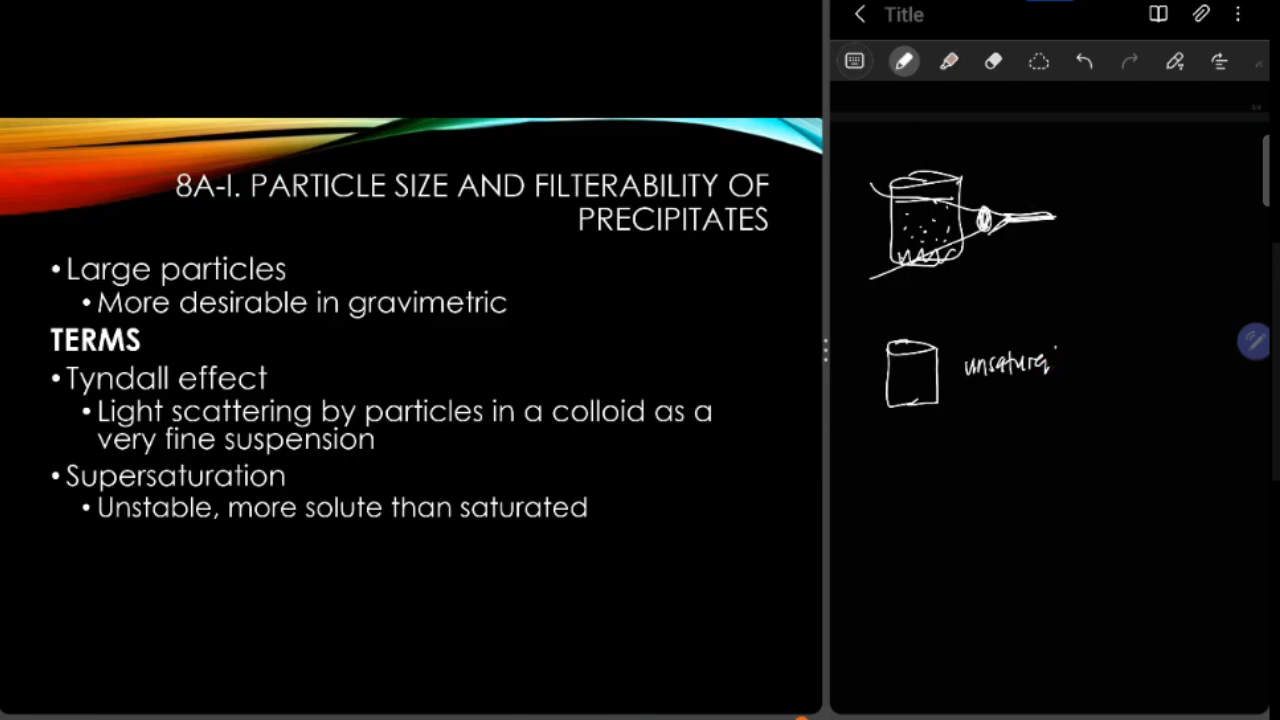 Title
8A-I. PARTICLE SIZE AND FILTERABILITY OF
PRECIPITATES
• Large particles
• More desirable in gravimetric
TERMS
• Tyndall effect
• Light scattering by particles in a colloid as a
very fine suspension
• Supersaturation
• Unstable, more solute than saturated